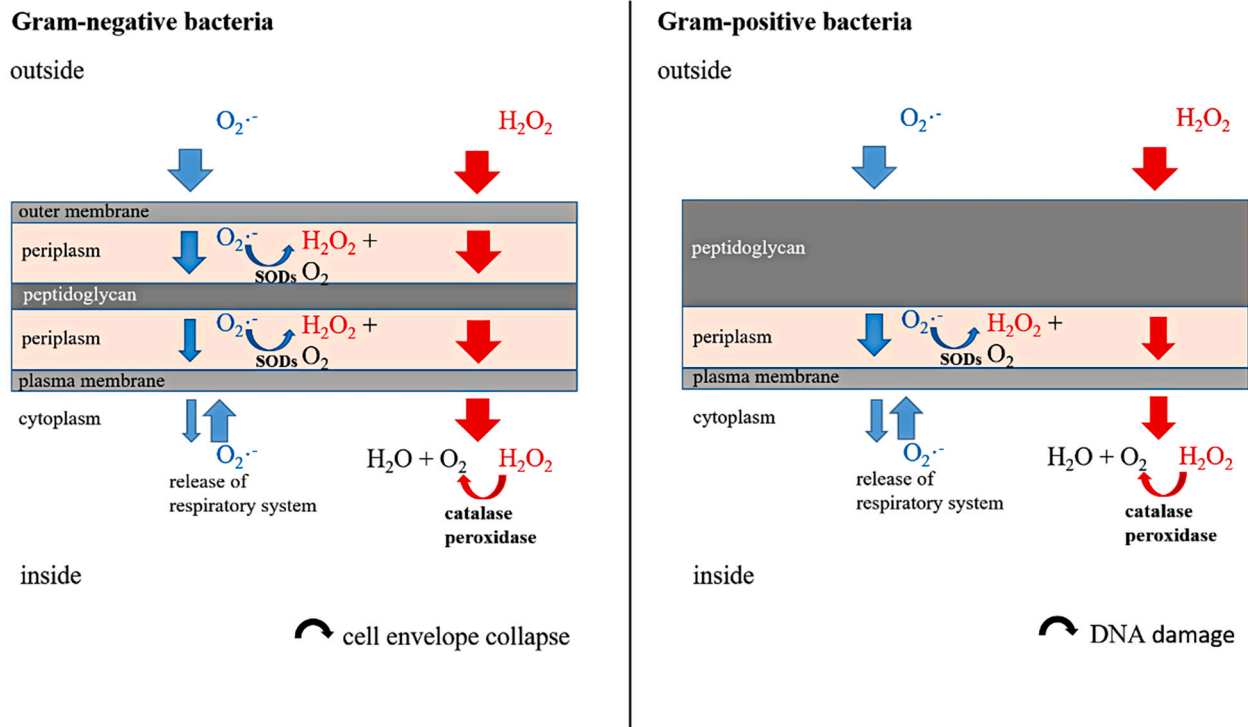 Gram-negative bacteria
outside
O₂·⁻ H₂O₂
outer membrane
periplasm O₂·⁻ H₂O₂ +
SODs O₂
peptidoglycan
periplasm O₂·⁻ H₂O₂ +
SODs O₂
plasma membrane
cytoplasm
O₂·⁻ H₂O + O₂ H₂O₂
release of
respiratory system
catalase
peroxidase
inside
cell envelope collapse
Gram-positive bacteria
outside
O₂·⁻ H₂O₂
peptidoglycan
periplasm O₂·⁻ H₂O₂ +
SODs O₂
plasma membrane
cytoplasm
O₂·⁻ H₂O + O₂ H₂O₂
release of
respiratory system
catalase
peroxidase
inside
DNA damage